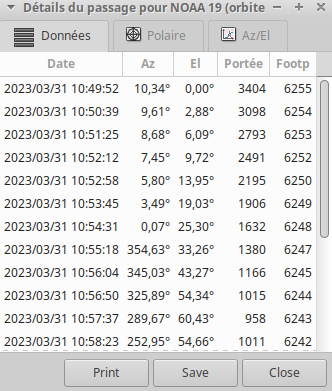 Détails du passage pour NOAA 19 (orbite
Données Polaire Az/El
Date Az El Portée Footp
2023/03/31 10:49:52 10,34° 0,00° 3404 6255
2023/03/31 10:50:39 9,61° 2,88° 3098 6254
2023/03/31 10:51:25 8,68° 6,09° 2793 6253
2023/03/31 10:52:12 7,45° 9,72° 2491 6252
2023/03/31 10:52:58 5,80° 13,95° 2195 6250
2023/03/31 10:53:45 3,49° 19,03° 1906 6249
2023/03/31 10:54:31 0,07° 25,30° 1632 6248
2023/03/31 10:55:18 354,63° 33,26° 1380 6247
2023/03/31 10:56:04 345,03° 43,27° 1166 6245
2023/03/31 10:56:50 325,89° 54,34° 1015 6244
2023/03/31 10:57:37 289,67° 60,43° 958 6243
2023/03/31 10:58:23 252,95° 54,66° 1011 6242
Print Save Close